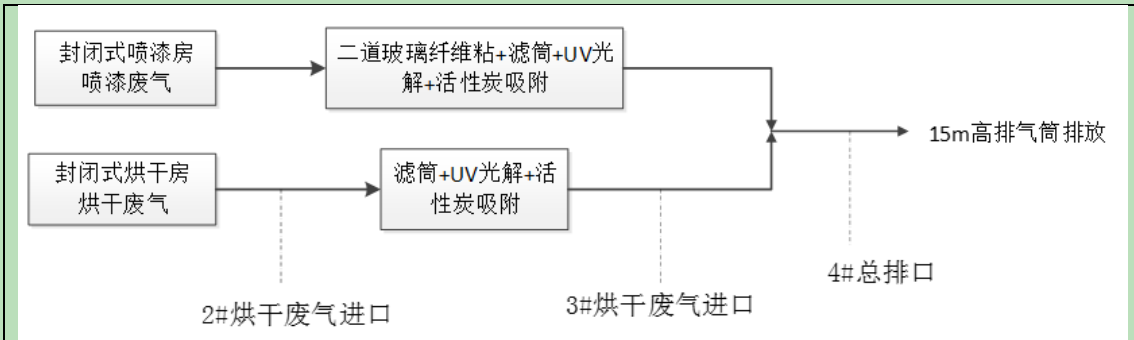 封闭式喷漆房
喷漆废气
二道玻璃纤维粘+滤筒+UV光
解+活性炭吸附
15m高排气筒排放
封闭式烘干房
烘干废气
滤筒+UV光解+活
性炭吸附
2#烘干废气进口
3#烘干废气进口
4#总排口